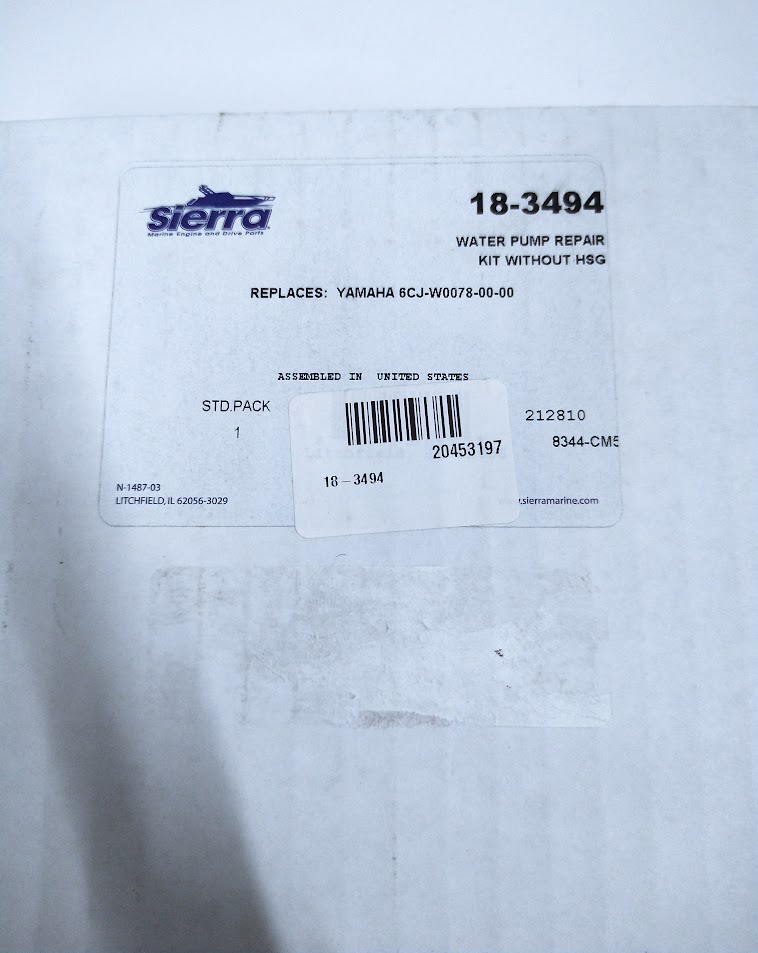 Sierra
Marine Engine and Drive Parts
18-3494
WATER PUMP REPAIR
KIT WITHOUT HSG
REPLACES: YAMAHA 6CJ-W0078-00-00
ASSEMBLED IN UNITED STATES
STD.PACK
1
212810
8344-CM5
20453197
18-3494
N-1487-03
LITCHFIELD, IL 62056-3029
.sierramarine.com